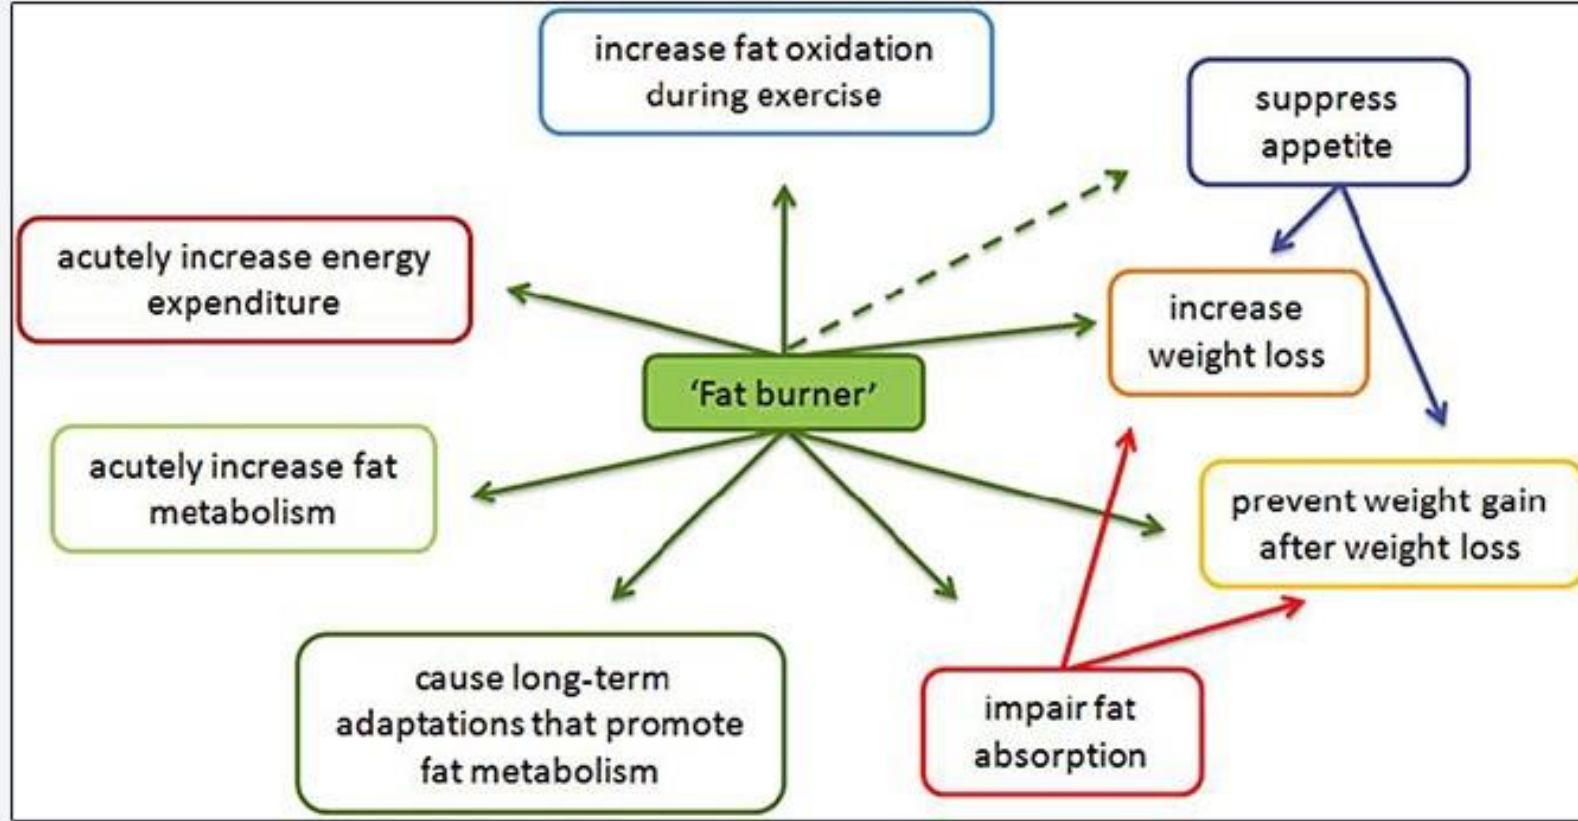 increase fat oxidation
during exercise
suppress
appetite
acutely increase energy
expenditure
increase
weight loss
‘Fat burner’
acutely increase fat
metabolism
prevent weight gain
after weight loss
cause long-term
adaptations that promote
fat metabolism
impair fat
absorption